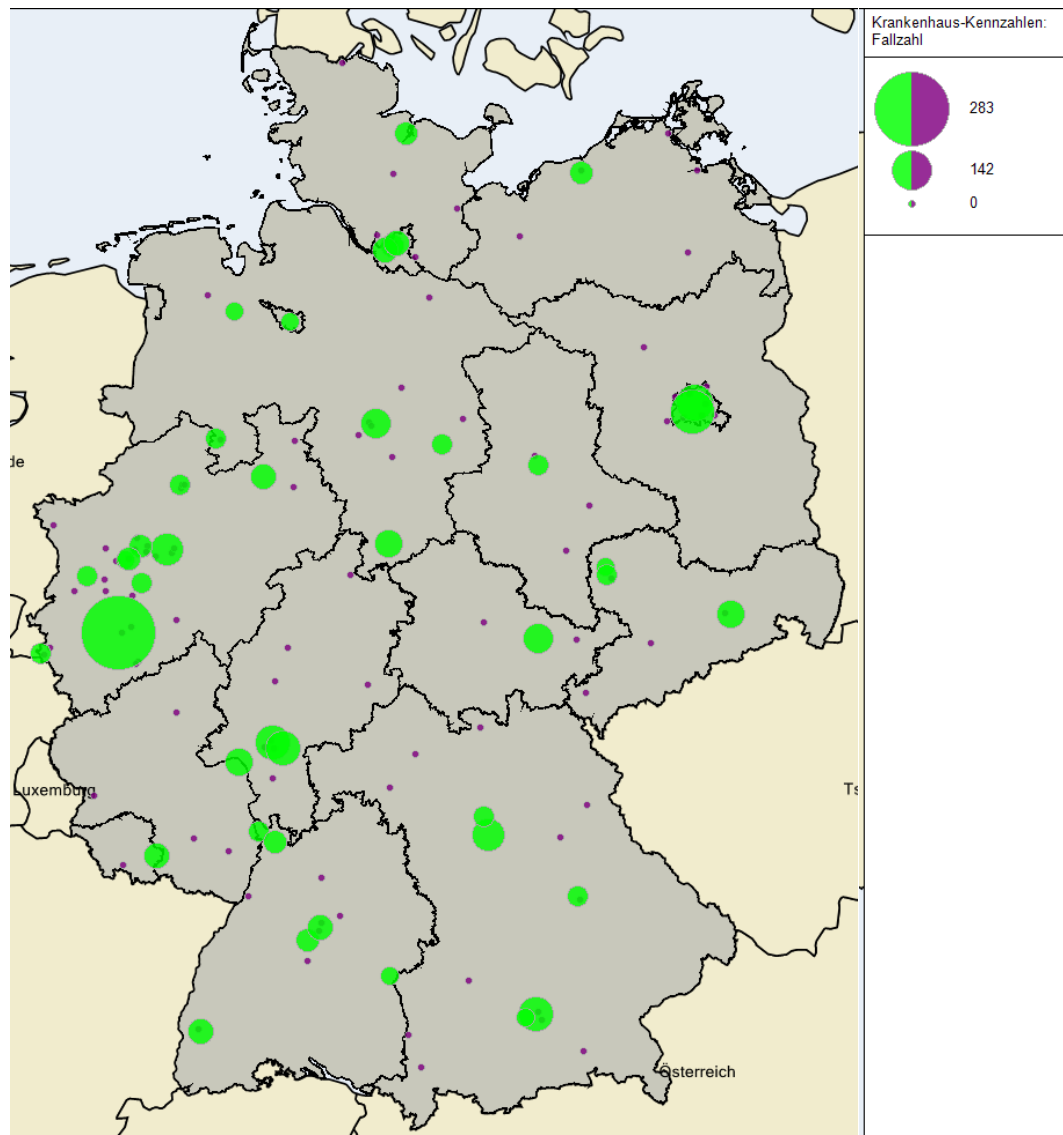 Krankenhaus-Kennzahlen:
Fallzahl
283
142
0
de
Luxemburg
Ts
Österreich